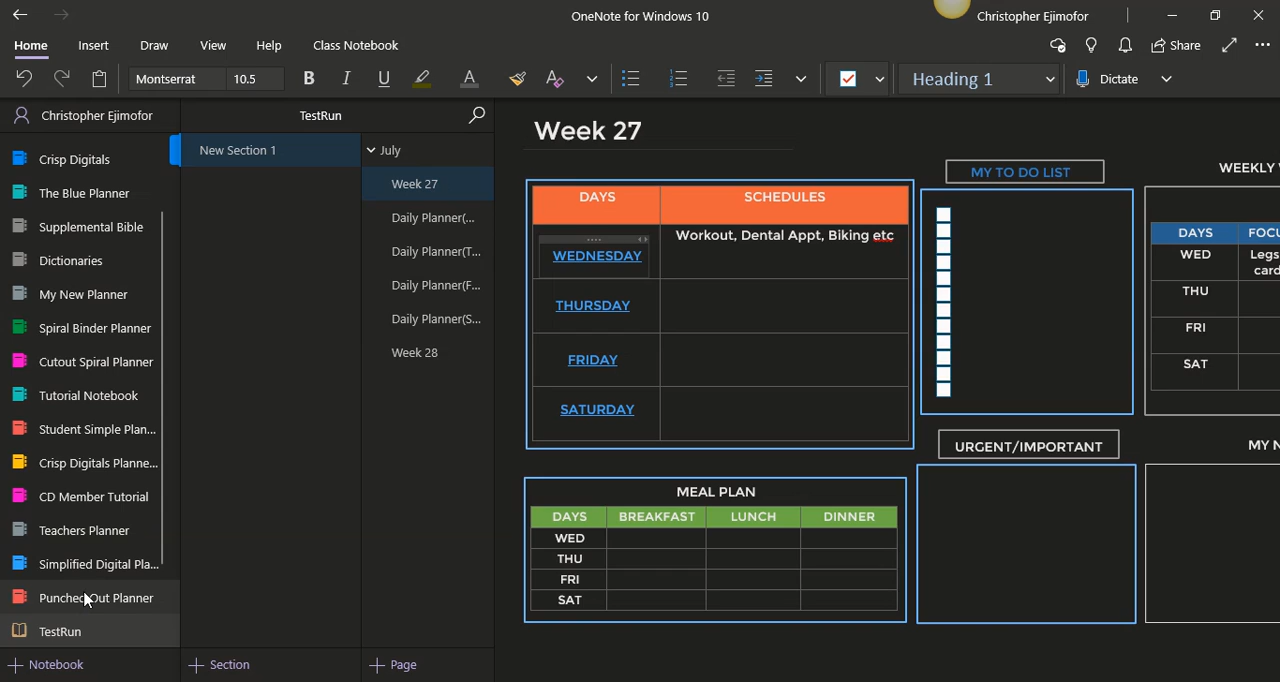 OneNote for Windows 10
Christopher Ejimofor
Home Insert Draw View Help Class Notebook
Share
Montserrat 10.5 B I U A A Heading 1 Dictate
Christopher Ejimofor
TestRun
Crisp Digitals
The Blue Planner
Supplemental Bible
Dictionaries
My New Planner
Spiral Binder Planner
Cutout Spiral Planner
Tutorial Notebook
Student Simple Plan...
Crisp Digitals Planne...
CD Member Tutorial
Teachers Planner
Simplified Digital Pla...
Punched Out Planner
TestRun
Notebook
New Section 1
Section
July
Week 27
Daily Planner(...
Daily Planner(T...
Daily Planner(F...
Daily Planner(S...
Week 28
Page
Week 27
DAYS SCHEDULES
WEDNESDAY Workout, Dental Appt, Biking etc
THURSDAY
FRIDAY
SATURDAY
MEAL PLAN
DAYS BREAKFAST LUNCH DINNER
WED
THU
FRI
SAT
MY TO DO LIST
URGENT/IMPORTANT
WEEKLY
DAYS FOCU
WED Legs
card
THU
FRI
SAT
MY N